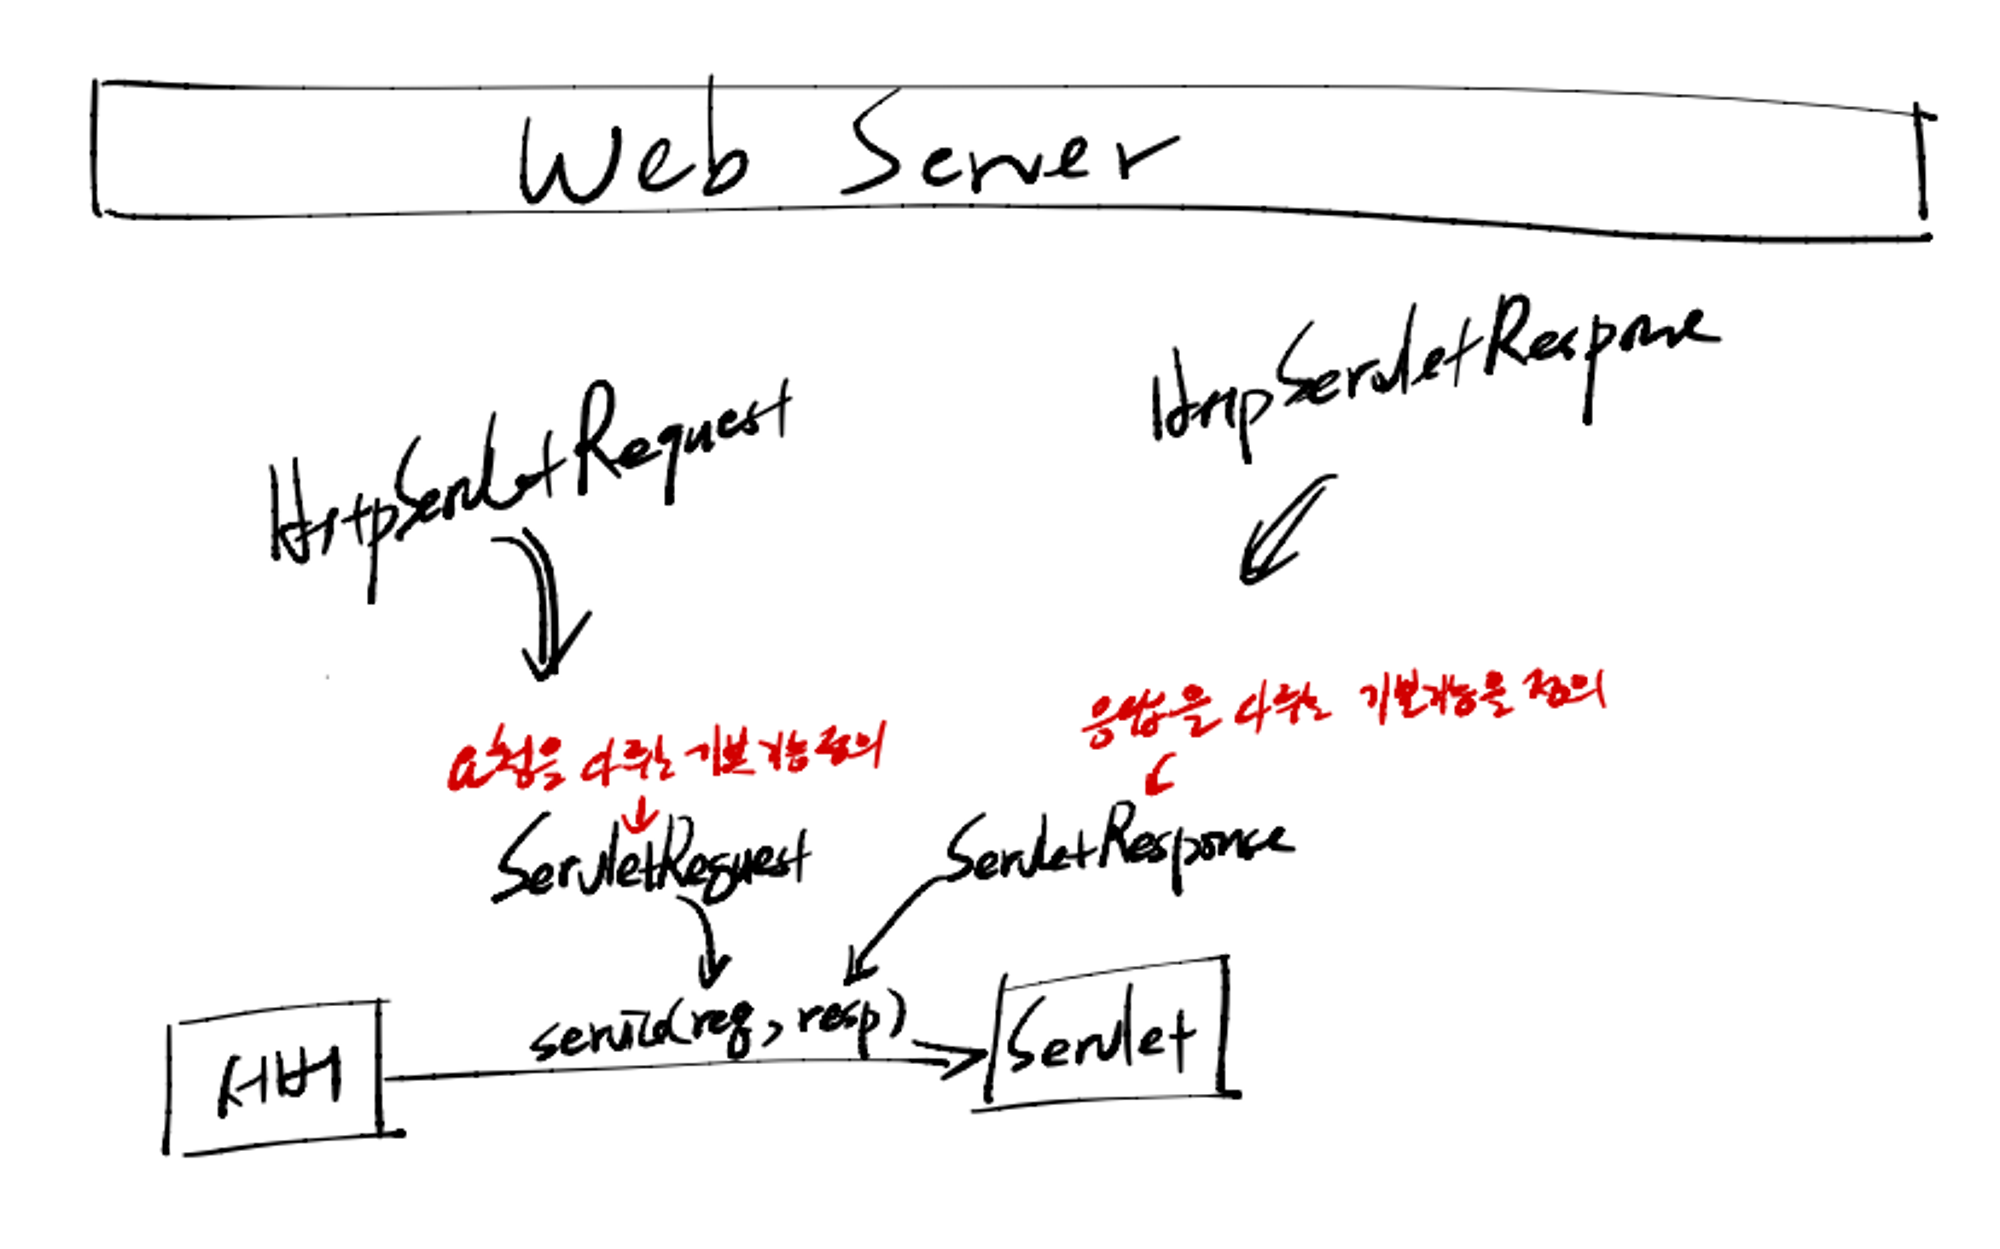 Web Server
HttpServletResponse
HttpServletRequest
응답을 다루는 기본기능을 정의
요청을 다루는 기본기능 정의
ServletRequest
ServletResponse
service(req, resp)
서버
Servlet